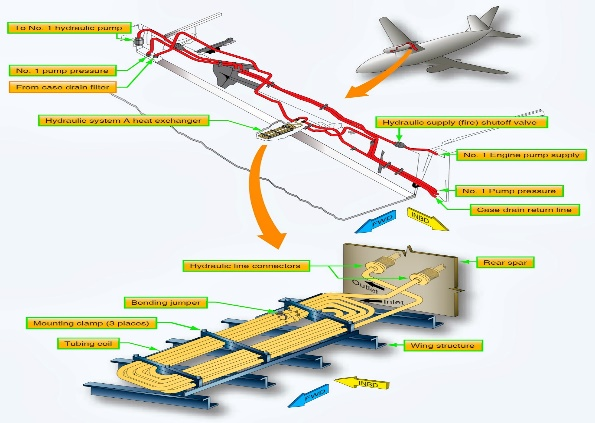 To No. 1 hydraulic pump
No. 1 pump pressure
From case drain filter
Hydraulic system A heat exchanger
Hydraulic supply (fire) shutoff valve
No. 1 Engine pump supply
No. 1 Pump pressure
Case drain return line
FWD
INBD
Hydraulic line connectors
Rear spar
Outlet
Inlet
Bonding jumper
Mounting clamp (3 places)
Tubing coil
Wing structure
FWD
INBD